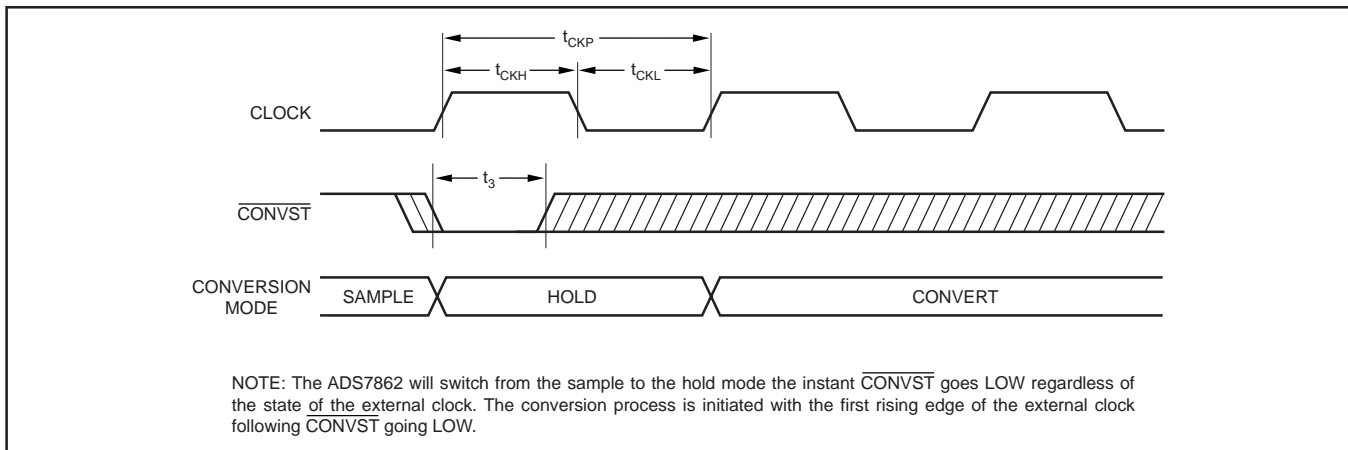 tCKP
tCKH
tCKL
CLOCK
t3
CONVST
CONVERSION
MODE
SAMPLE
HOLD
CONVERT
NOTE: The ADS7862 will switch from the sample to the hold mode the instant CONVST goes LOW regardless of
the state of the external clock. The conversion process is initiated with the first rising edge of the external clock
following CONVST going LOW.